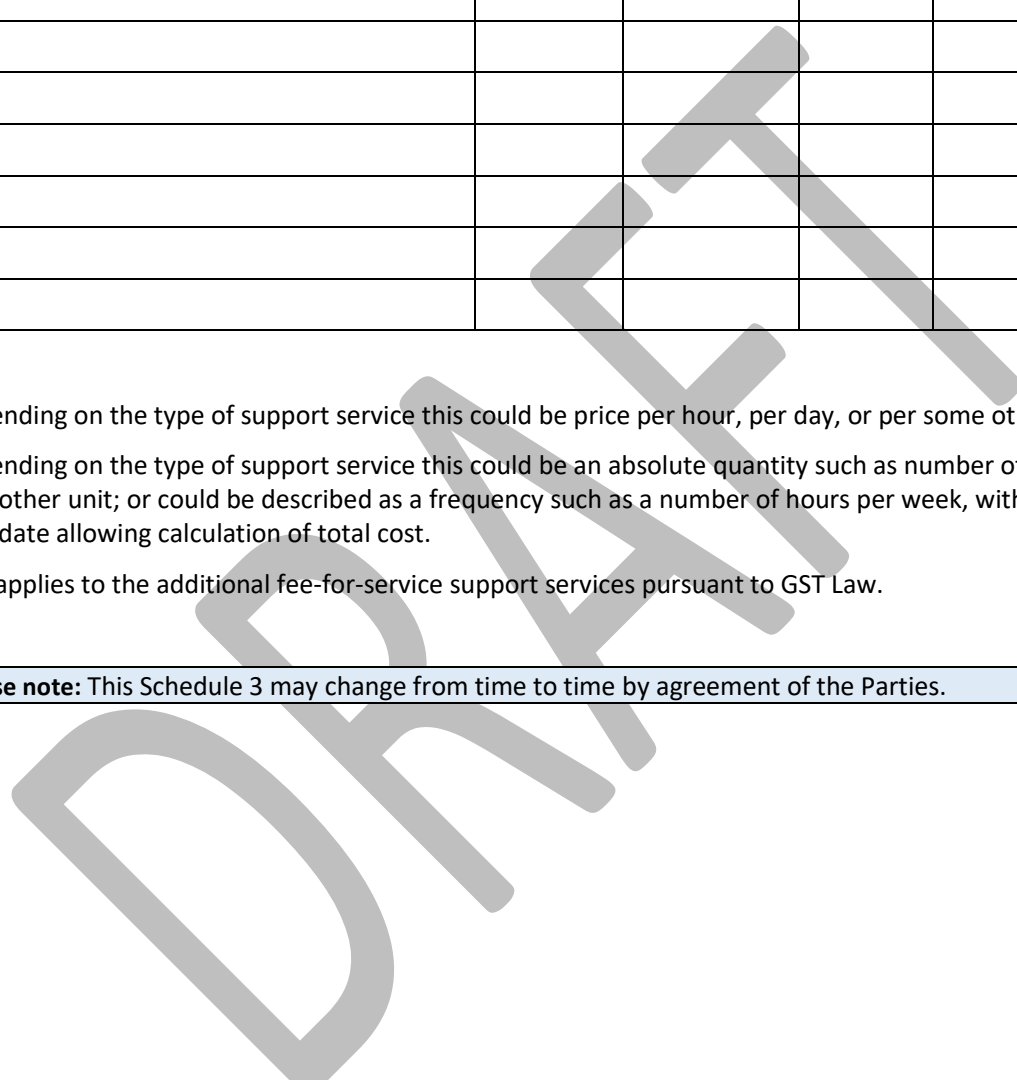 ending on the type of support service this could be price per hour, per day, or per some ot
ending on the type of support service this could be an absolute quantity such as number of
other unit; or could be described as a frequency such as a number of hours per week, with
date allowing calculation of total cost.
applies to the additional fee-for-service support services pursuant to GST Law.
se note: This Schedule 3 may change from time to time by agreement of the Parties.
DRAFT